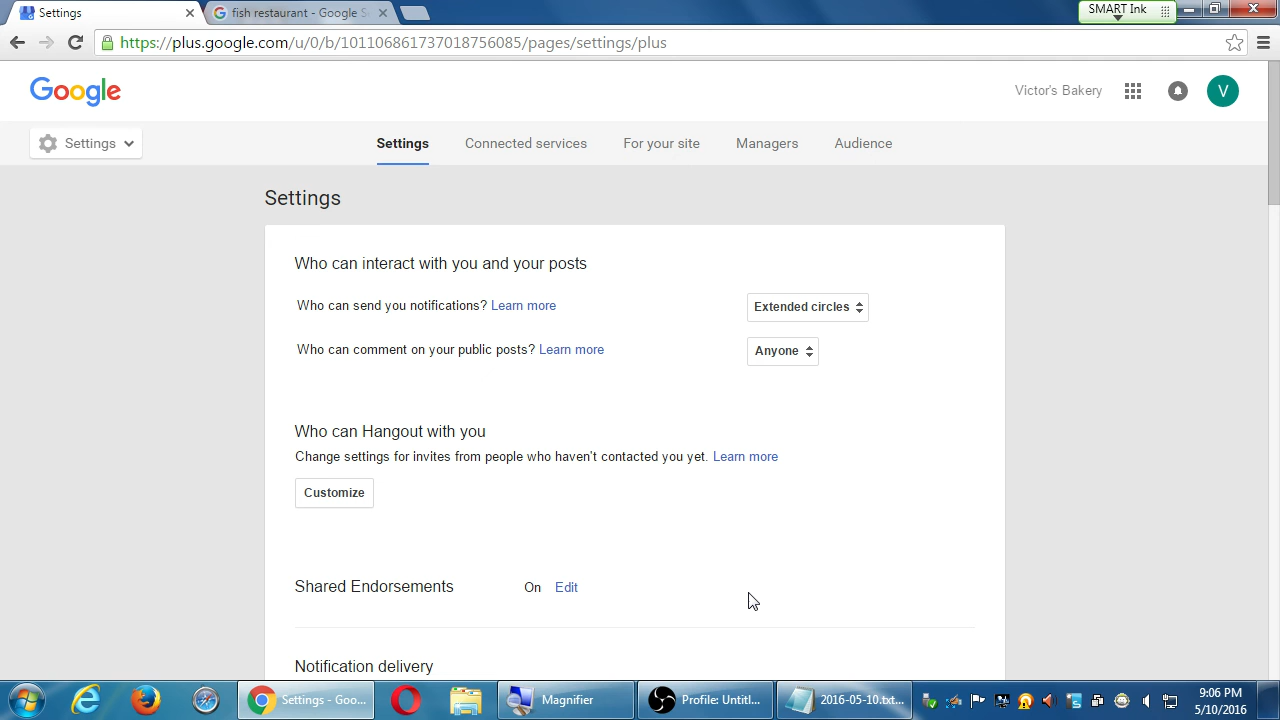 Settings
fish restaurant - Google S
SMART Ink
https://plus.google.com/u/0/b/101106861737018756085/pages/settings/plus
Google
Victor's Bakery
V
Settings
Settings
Connected services
For your site
Managers
Audience
Settings
Who can interact with you and your posts
Who can send you notifications? Learn more
Extended circles
Who can comment on your public posts? Learn more
Anyone
Who can Hangout with you
Change settings for invites from people who haven't contacted you yet. Learn more
Customize
Shared Endorsements
On
Edit
Notification delivery
Settings - Goo...
Magnifier
Profile: Untitl...
2016-05-10.txt...
9:06 PM
5/10/2016